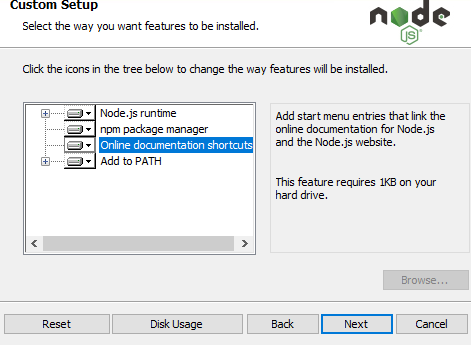 Custom Setup
Select the way you want features to be installed.
node
JS
Click the icons in the tree below to change the way features will be installed.
Node.js runtime
npm package manager
Online documentation shortcuts
Add to PATH
Add start menu entries that link the
online documentation for Node.js
and the Node.js website.
This feature requires 1KB on your
hard drive.
Browse...
Reset
Disk Usage
Back
Next
Cancel